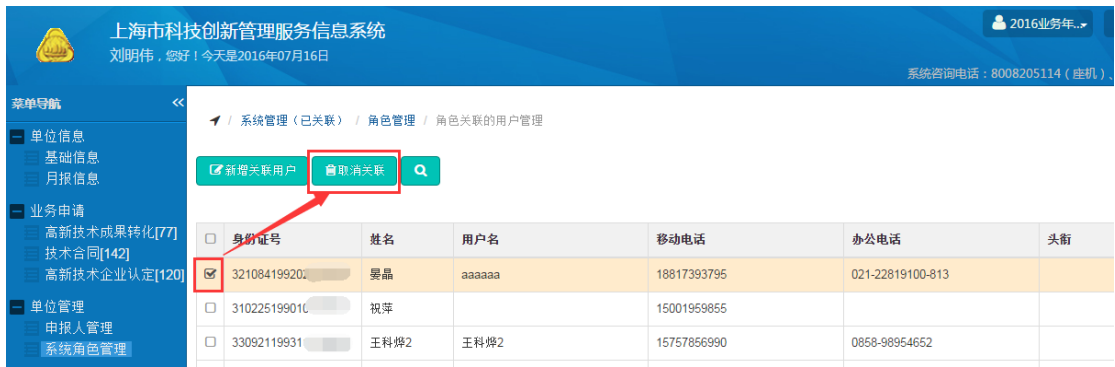 上海市科技创新管理服务信息系统
刘明伟，您好！今天是2016年07月16日
2016业务年..
系统咨询电话：8008205114（座机）、
菜单导航
单位信息
基础信息
月报信息
业务申请
高新技术成果转化[77]
技术合同[142]
高新技术企业认定[120]
单位管理
申报人管理
系统角色管理
/ 系统管理（已关联） / 角色管理 / 角色关联的用户管理
新增关联用户 取消关联
身份证号 姓名 用户名 移动电话 办公电话 头衔
32108419920 晏晶 aaaaaa 18817393795 021-22819100-813
31022519901 祝萍 15001959855
33092119931 王科烨2 王科烨2 15757856990 0858-98954652